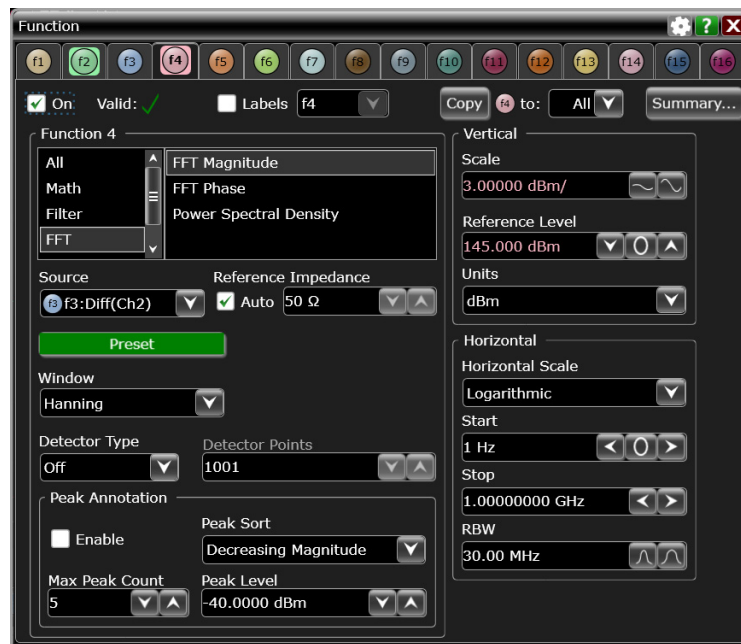 Function
? X
f1 f2 f3 f4 f5 f6 f7 f8 f9 f10 f11 f12 f13 f14 f15 f16
On Valid: Labels f4 Copy f4 to: All Summary...
Function 4
All
Math
Filter
FFT
FFT Magnitude
FFT Phase
Power Spectral Density
Source
f3 f3:Diff(Ch2)
Reference Impedance
Auto 50 Ω
Preset
Window
Hanning
Detector Type
Off
Detector Points
1001
Peak Annotation
Enable
Peak Sort
Decreasing Magnitude
Max Peak Count
5
Peak Level
-40.0000 dBm
Vertical
Scale
3.00000 dBm/
Reference Level
145.000 dBm
0
Units
dBm
Horizontal
Horizontal Scale
Logarithmic
Start
1 Hz
0
Stop
1.00000000 GHz
RBW
30.00 MHz